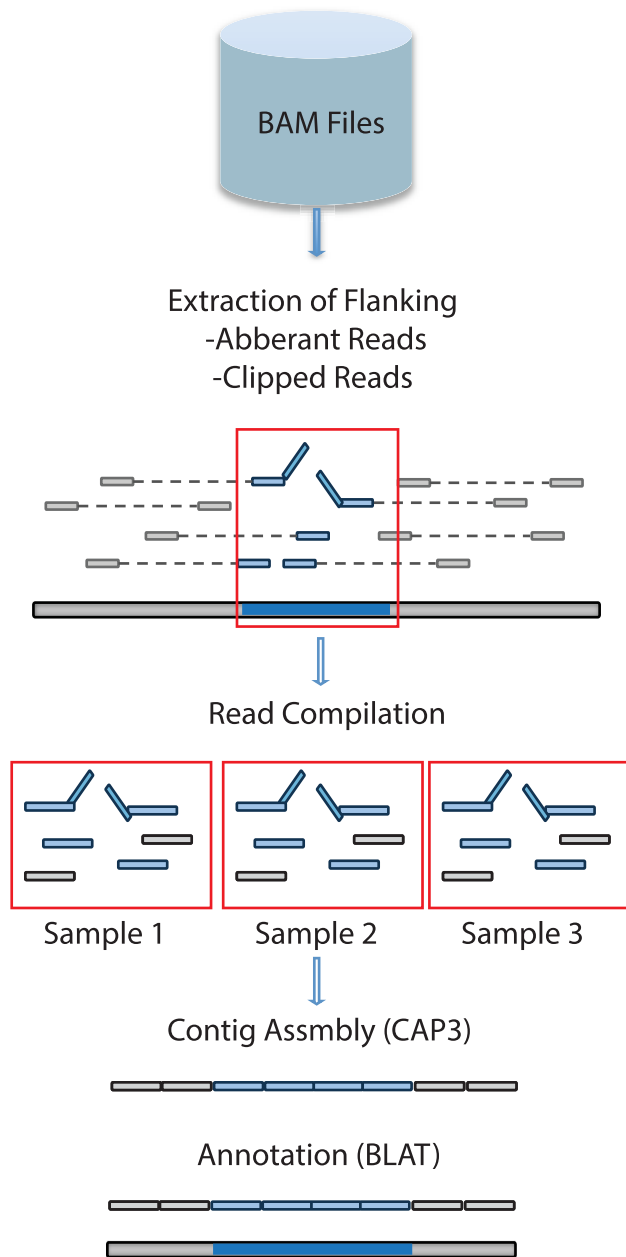 BAM Files
Extraction of Flanking
-Abberant Reads
-Clipped Reads
Read Compilation
Sample 1
Sample 2
Sample 3
Contig Assmbly (CAP3)
Annotation (BLAT)